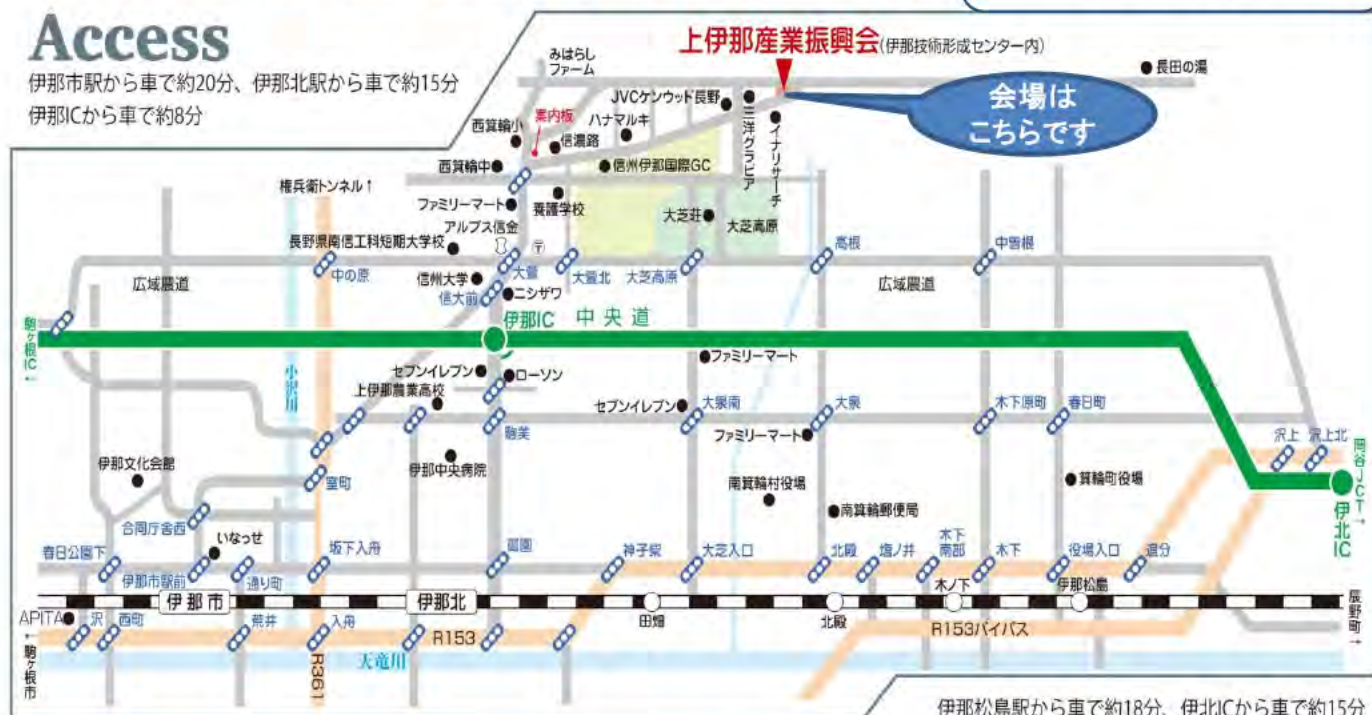 Access
伊那市駅から車で約20分、伊那北駅から車で約15分
伊那ICから車で約8分
上伊那産業振興会(伊那技術形成センター内)
会場は
こちらです
みはらし
ファーム
長田の湯
JVCケンウッド長野
ハナマルキ
三洋グラビア
イナリサーチ
案内板
西箕輪小
信濃路
西箕輪中
信州伊那国際GC
権兵衛トンネル↑
ファミリーマート
養護学校
大芝荘
大芝高原
アルプス信金
〒
長野県南信工科短期大学校
高根
中曽根
広域農道
中の原
信州大学
大萱
大萱北
大芝高原
広域農道
信大前
ニシザワ
駒ヶ根IC←
伊那IC
中央道
小沢川
セブンイレブン
ローソン
ファミリーマート
上伊那農業高校
セブンイレブン
大泉南
大泉
木下原町
春日町
駒美
ファミリーマート
沢上
沢上北
岡谷JCT→
伊那文化会館
伊那中央病院
室町
南箕輪村役場
箕輪町役場
伊北IC
合同庁舎西
南箕輪郵便局
いなっせ
春日公園下
伊那市駅前
通り町
坂下入舟
神子柴
大芝入口
北殿
塩ノ井
木下
南部
木下
役場入口
追分
伊那市
伊那北
木ノ下
伊那松島
APITA
沢
西町
荒井
入舟
R153
田畑
北殿
R153バイパス
辰野町→
←駒ヶ根市
R361
天竜川
伊那松島駅から車で約18分、伊北ICから車で約15分